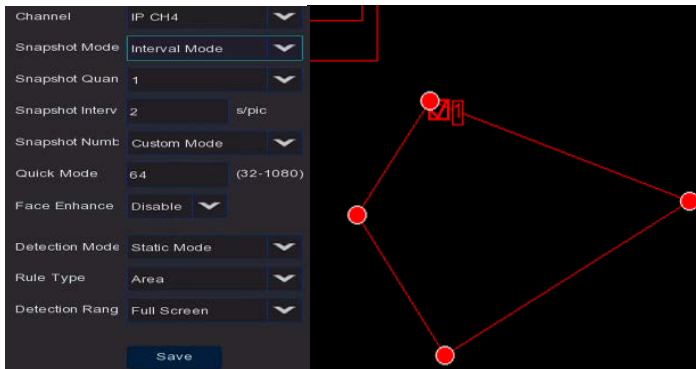 Channel IP CH4
Snapshot Mode Interval Mode
Snapshot Quan 1
Snapshot Interv 2 s/pic
Snapshot Numb Custom Mode
Quick Mode 64 (32-1080)
Face Enhance Disable
Detection Mode Static Mode
Rule Type Area
Detection Rang Full Screen
Save